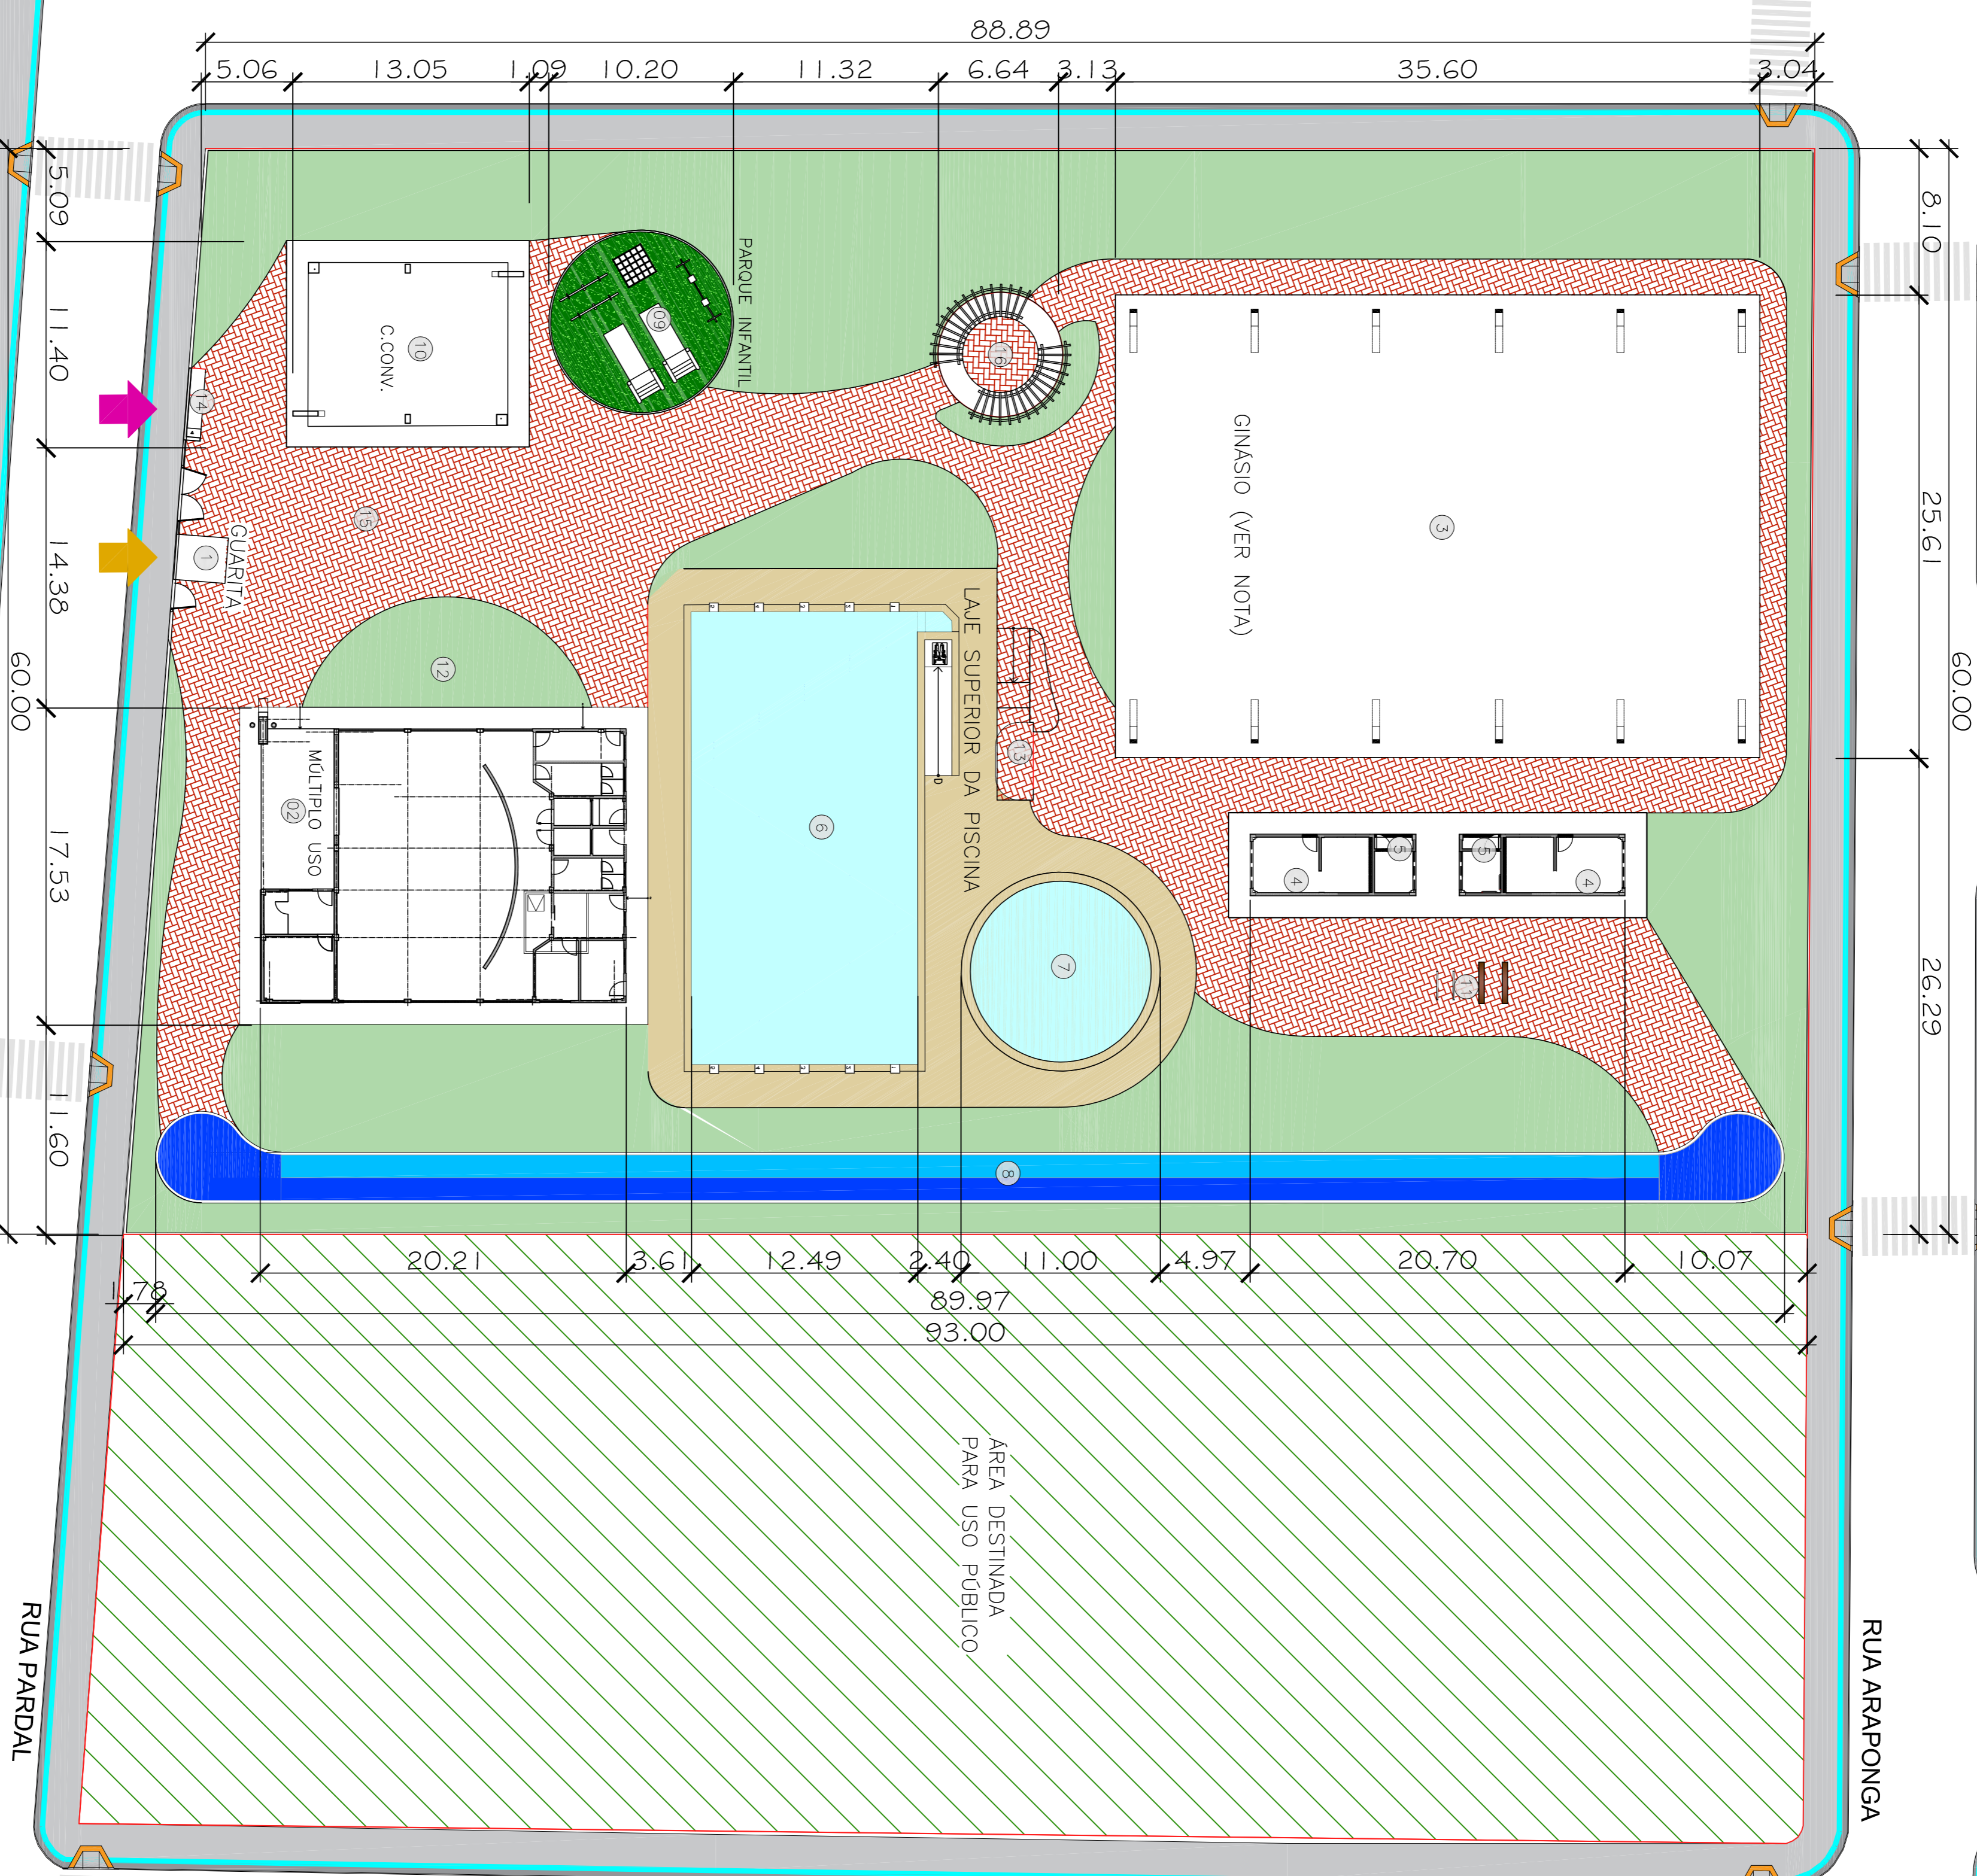 88.89
5.06 13.05 1.09 10.20 11.32 6.64 3.13 35.60 3.04
5.09
11.40
14.38
17.53
11.60
60.00
8.10
25.61
26.29
60.00
PARQUE INFANTIL
09
10
C.CONV.
16
GINÁSIO (VER NOTA)
3
14
15
1
GUARITA
12
LAJE SUPERIOR DA PISCINA
13
D
6
02
MÚLTIPLO USO
7
4
5
5
4
11
8
20.21 3.61 12.49 2.40 11.00 4.97 20.70 10.07
1.78
89.97
93.00
ÁREA DESTINADA
PARA USO PÚBLICO
RUA PARDAL
RUA ARAPONGA